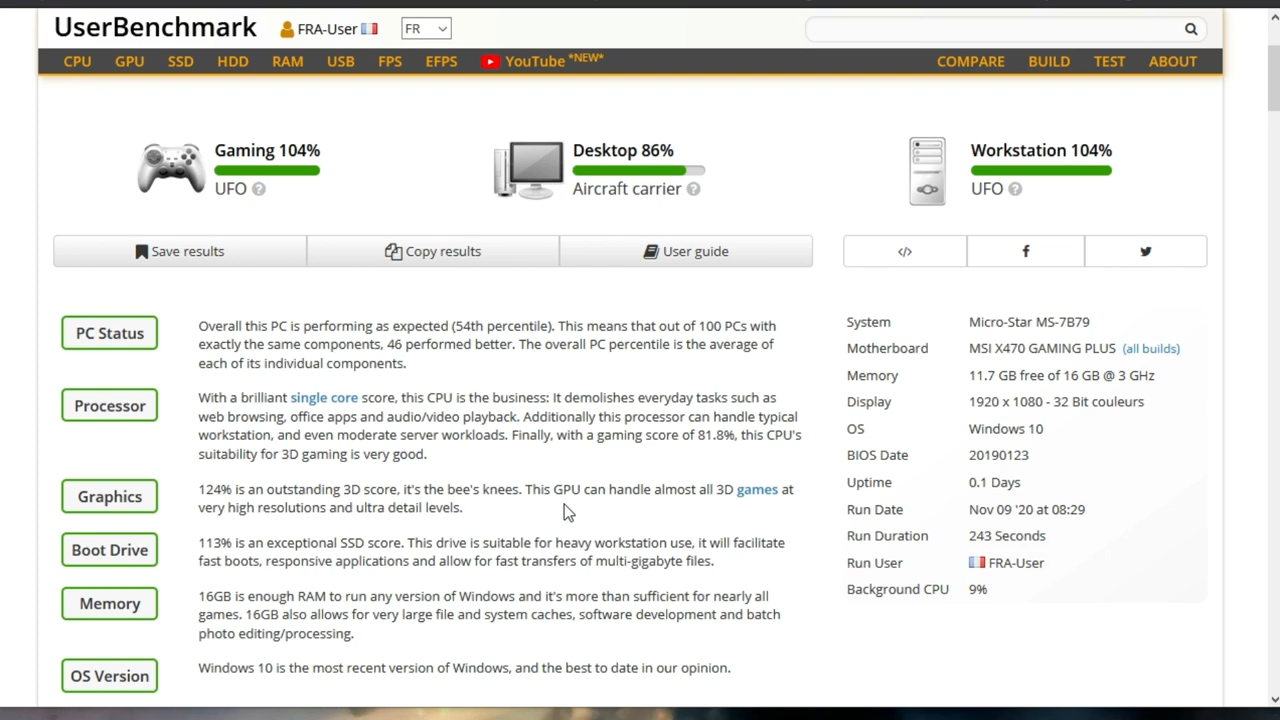 UserBenchmark FRA-User FR
CPU GPU SSD HDD RAM USB FPS EFPS YouTube *NEW* COMPARE BUILD TEST ABOUT
Gaming 104%
UFO ?
Desktop 86%
Aircraft carrier ?
Workstation 104%
UFO ?
Save results Copy results User guide </> f
PC Status
Overall this PC is performing as expected (54th percentile). This means that out of 100 PCs with
exactly the same components, 46 performed better. The overall PC percentile is the average of
each of its individual components.
Processor
With a brilliant single core score, this CPU is the business: It demolishes everyday tasks such as
web browsing, office apps and audio/video playback. Additionally this processor can handle typical
workstation, and even moderate server workloads. Finally, with a gaming score of 81.8%, this CPU's
suitability for 3D gaming is very good.
Graphics
124% is an outstanding 3D score, it's the bee's knees. This GPU can handle almost all 3D games at
very high resolutions and ultra detail levels.
Boot Drive
113% is an exceptional SSD score. This drive is suitable for heavy workstation use, it will facilitate
fast boots, responsive applications and allow for fast transfers of multi-gigabyte files.
Memory
16GB is enough RAM to run any version of Windows and it's more than sufficient for nearly all
games. 16GB also allows for very large file and system caches, software development and batch
photo editing/processing.
OS Version
Windows 10 is the most recent version of Windows, and the best to date in our opinion.
System Micro-Star MS-7B79
Motherboard MSI X470 GAMING PLUS (all builds)
Memory 11.7 GB free of 16 GB @ 3 GHz
Display 1920 x 1080 - 32 Bit couleurs
OS Windows 10
BIOS Date 20190123
Uptime 0.1 Days
Run Date Nov 09 '20 at 08:29
Run Duration 243 Seconds
Run User FRA-User
Background CPU 9%